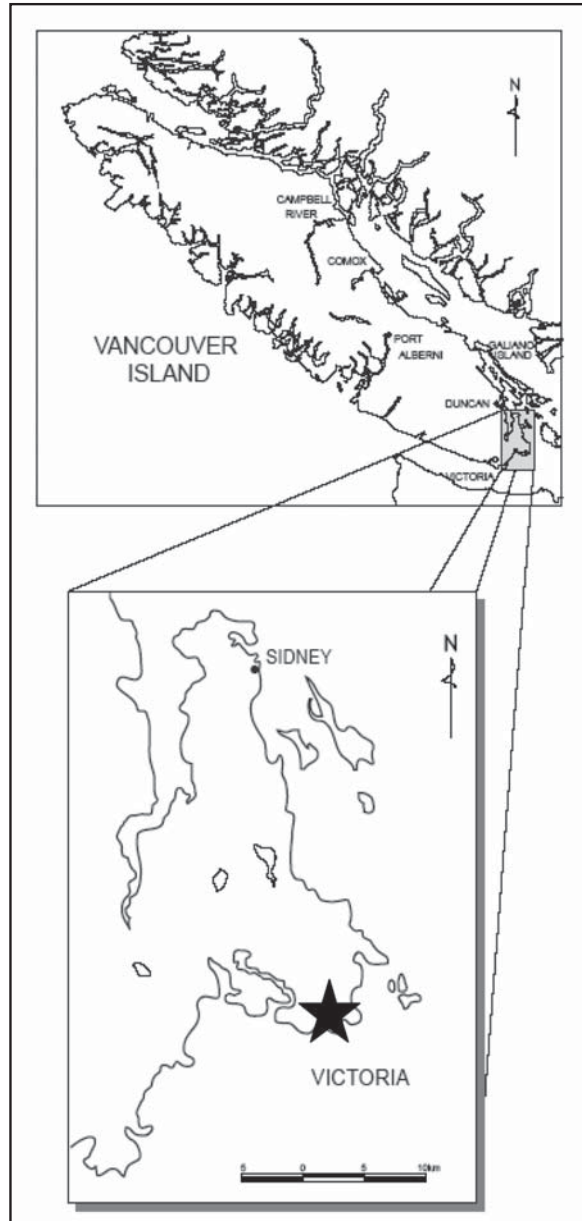 N
CAMPBELL
RIVER
COMOX
VANCOUVER
ISLAND
PORT
ALBERNI
GALIANO
ISLAND
DUNCAN
VICTORIA
N
SIDNEY
VICTORIA
5 0 5 10km